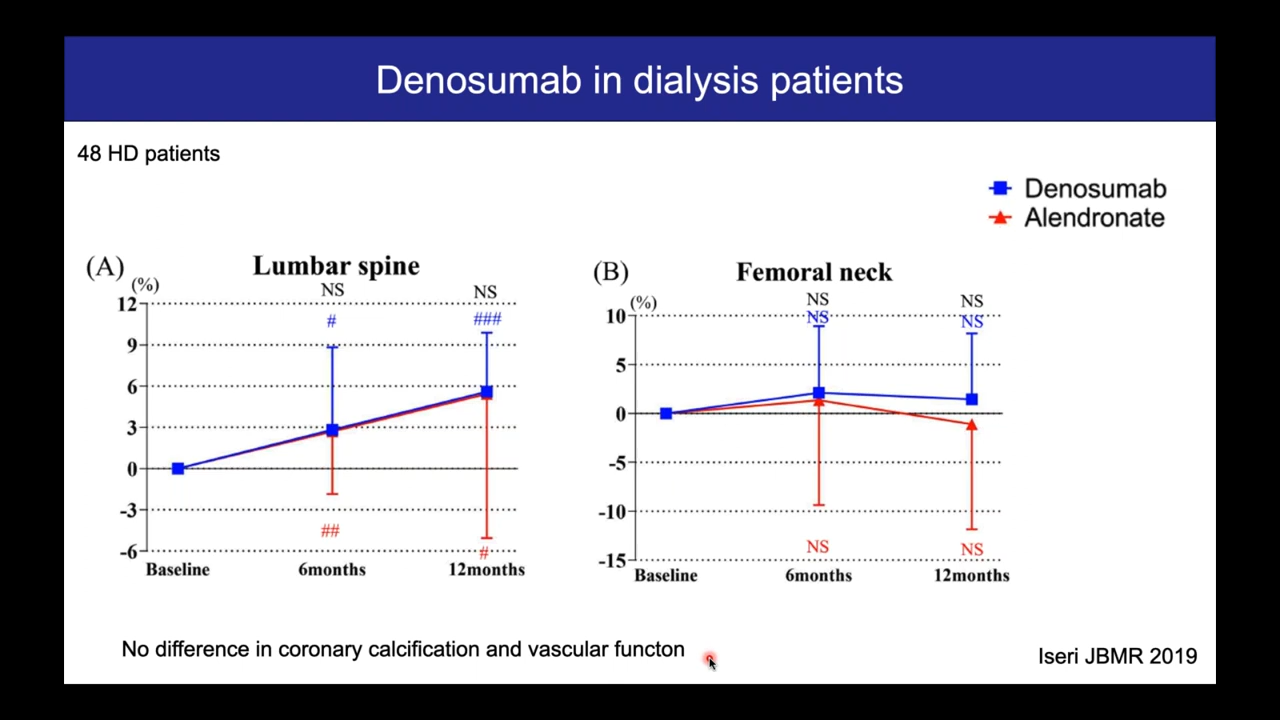 Denosumab in dialysis patients
48 HD patients
Denosumab
Alendronate
(A)
Lumbar spine
(%)
NS
NS
12
#
###
9
6
3
0
-3
##
-6
#
Baseline
6months
12months
(B)
Femoral neck
(%)
NS
NS
10
NS
NS
5
0
-5
-10
NS
NS
-15
Baseline
6months
12months
No difference in coronary calcification and vascular functon
Iseri JBMR 2019